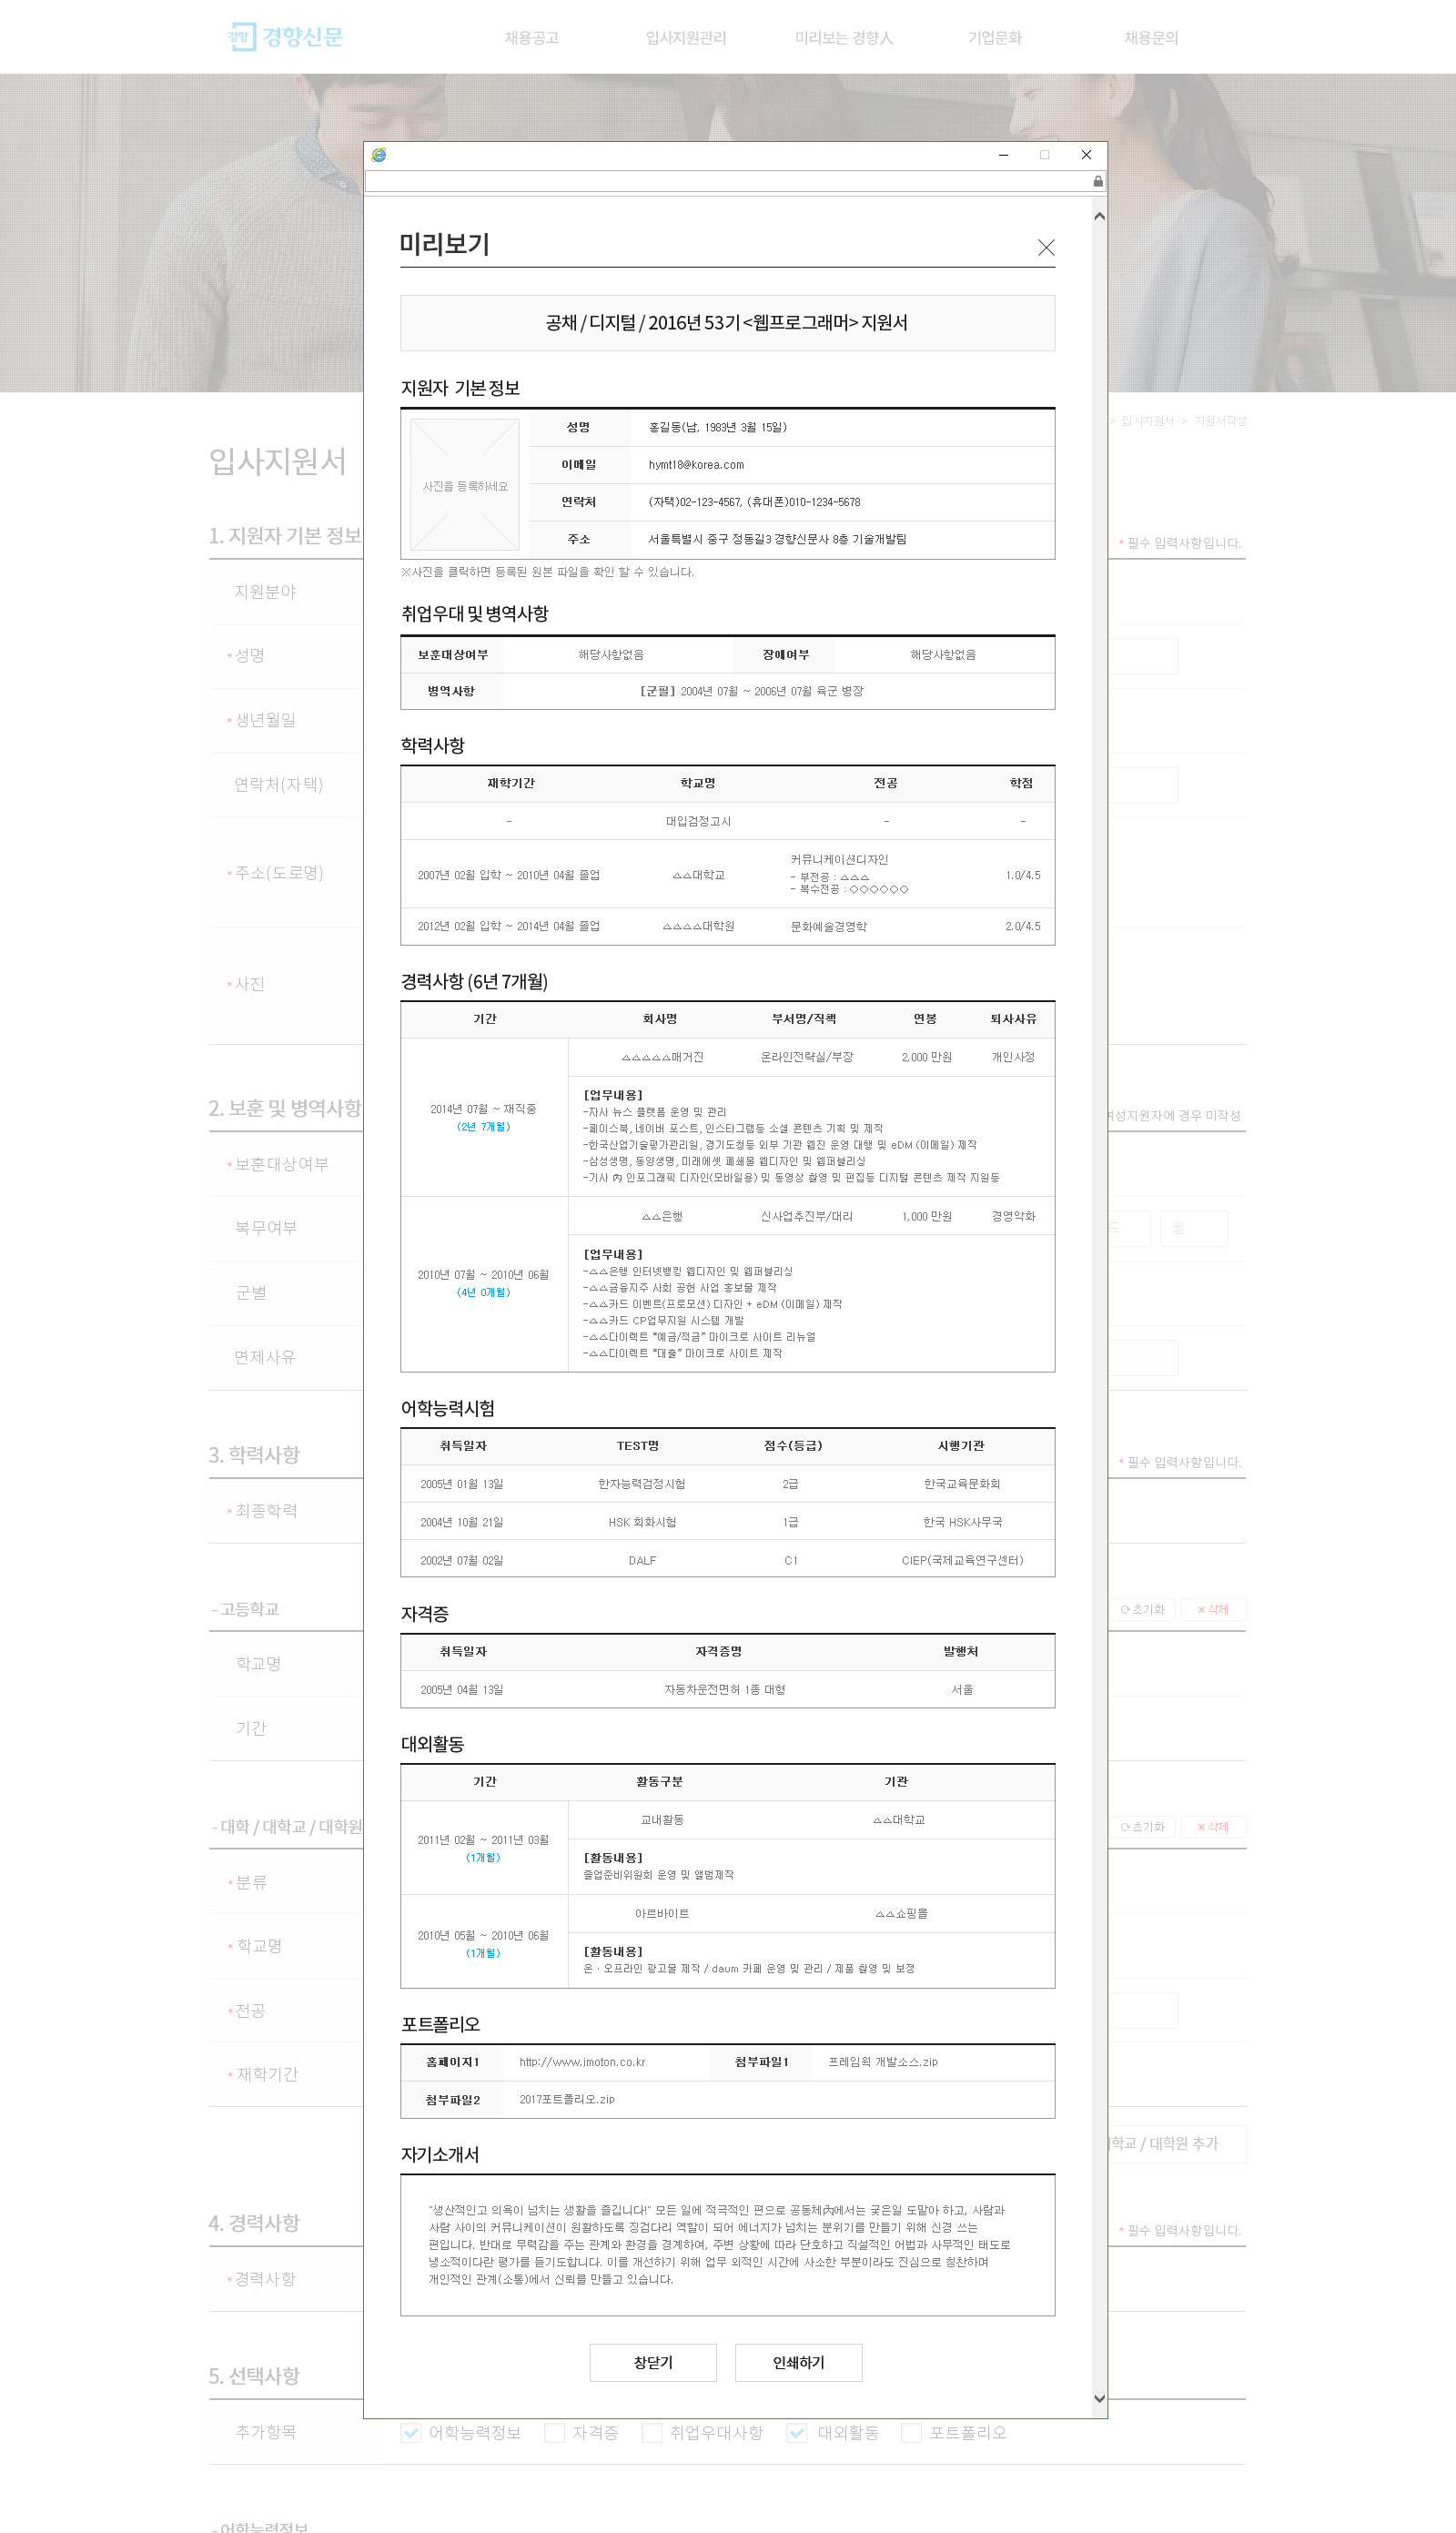 경향 경향신문
채용공고 입사지원관리 미리보는 경향人 기업문화 채용문의
> 입사지원서 > 지원서작성
입사지원서
1. 지원자 기본 정보
* 필수 입력사항입니다.
지원분야
* 성명
* 생년월일
연락처(자택)
* 주소(도로명)
* 사진
2. 보훈 및 병역사항
여성지원자에 경우 미작성
* 보훈대상여부
복무여부
월
군별
면제사유
3. 학력사항
* 필수 입력사항입니다.
* 최종학력
- 고등학교
초기화 삭제
학교명
기간
- 대학 / 대학교 / 대학원
초기화 삭제
* 분류
* 학교명
* 전공
* 재학기간
대학교 / 대학원 추가
4. 경력사항
* 필수 입력사항입니다.
* 경력사항
5. 선택사항
추가항목 어학능력정보 자격증 취업우대사항 대외활동 포트폴리오
- 어학능력정보
미리보기
공채 / 디지털 / 2016년 53기 <웹프로그래머> 지원서
지원자 기본 정보
사진을 등록하세요
성명 홍길동(남, 1983년 3월 15일)
이메일 hymt18@korea.com
연락처 (자택)02-123-4567, (휴대폰)010-1234-5678
주소 서울특별시 중구 정동길3 경향신문사 8층 기술개발팀
※사진을 클릭하면 등록된 원본 파일을 확인 할 수 있습니다.
취업우대 및 병역사항
보훈대상여부 해당사항없음 장애여부 해당사항없음
병역사항 [군필] 2004년 07월 ~ 2006년 07월 육군 병장
학력사항
재학기간 학교명 전공 학점
- 대입검정고시 - -
커뮤니케이션디자인
2007년 02월 입학 ~ 2010년 04월 졸업 △△대학교 - 부전공 : △△△ 1.0/4.5
- 복수전공 : ◇◇◇◇◇◇
2012년 02월 입학 ~ 2014년 04월 졸업 △△△△대학원 문화예술경영학 2.0/4.5
경력사항 (6년 7개월)
기간 회사명 부서명/직책 연봉 퇴사사유
△△△△△매거진 온라인전략실/부장 2,000 만원 개인사정
2014년 07월 ~ 재직중
(2년 7개월)
[업무내용]
-자사 뉴스 플랫폼 운영 및 관리
-페이스북, 네이버 포스트, 인스타그램등 소셜 콘텐츠 기획 및 제작
-한국산업기술평가관리원, 경기도청등 외부 기관 웹진 운영 대행 및 eDM (이메일) 제작
-삼성생명, 동양생명, 미래에셋 폐쇄몰 웹디자인 및 웹퍼블리싱
-기사 內 인포그래픽 디자인(모바일용) 및 동영상 촬영 및 편집등 디지털 콘텐츠 제작 지원등
△△은행 신사업추진부/대리 1,000 만원 경영악화
2010년 07월 ~ 2010년 06월
(4년 0개월)
[업무내용]
-△△은행 인터넷뱅킹 웹디자인 및 웹퍼블리싱
-△△금융지주 사회 공헌 사업 홍보물 제작
-△△카드 이벤트(프로모션) 디자인 + eDM (이메일) 제작
-△△카드 CP업무지원 시스템 개발
-△△다이렉트 “예금/적금” 마이크로 사이트 리뉴얼
-△△다이렉트 “대출” 마이크로 사이트 제작
어학능력시험
취득일자 TEST명 점수(등급) 시행기관
2005년 01월 13일 한자능력검정시험 2급 한국교육문화회
2004년 10월 21일 HSK 회화시험 1급 한국 HSK사무국
2002년 07월 02일 DALF C1 CIEP(국제교육연구센터)
자격증
취득일자 자격증명 발행처
2005년 04월 13일 자동차운전면허 1종 대형 서울
대외활동
기간 활동구분 기관
교내활동 △△대학교
2011년 02월 ~ 2011년 03월
(1개월)
[활동내용]
졸업준비위원회 운영 및 앨범제작
아르바이트 △△쇼핑몰
2010년 05월 ~ 2010년 06월
(1개월)
[활동내용]
온 · 오프라인 광고물 제작 / daum 카페 운영 및 관리 / 제품 촬영 및 보정
포트폴리오
홈페이지1 http://www.jmoton.co.kr 첨부파일1 프레임웍 개발소스.zip
첨부파일2 2017포트폴리오.zip
자기소개서
"생산적인고 의욕이 넘치는 생활을 즐깁니다!" 모든 일에 적극적인 편으로 공동체內에서는 궂은일 도맡아 하고, 사람과
사람 사이의 커뮤니케이션이 원활하도록 징검다리 역할이 되어 에너지가 넘치는 분위기를 만들기 위해 신경 쓰는
편입니다. 반대로 무력감을 주는 관계와 환경을 경계하여, 주변 상황에 따라 단호하고 직설적인 어법과 사무적인 태도로
냉소적이다란 평가를 듣기도합니다. 이를 개선하기 위해 업무 외적인 시간에 사소한 부분이라도 진심으로 칭찬하며
개인적인 관계(소통)에서 신뢰를 만들고 있습니다.
창닫기 인쇄하기